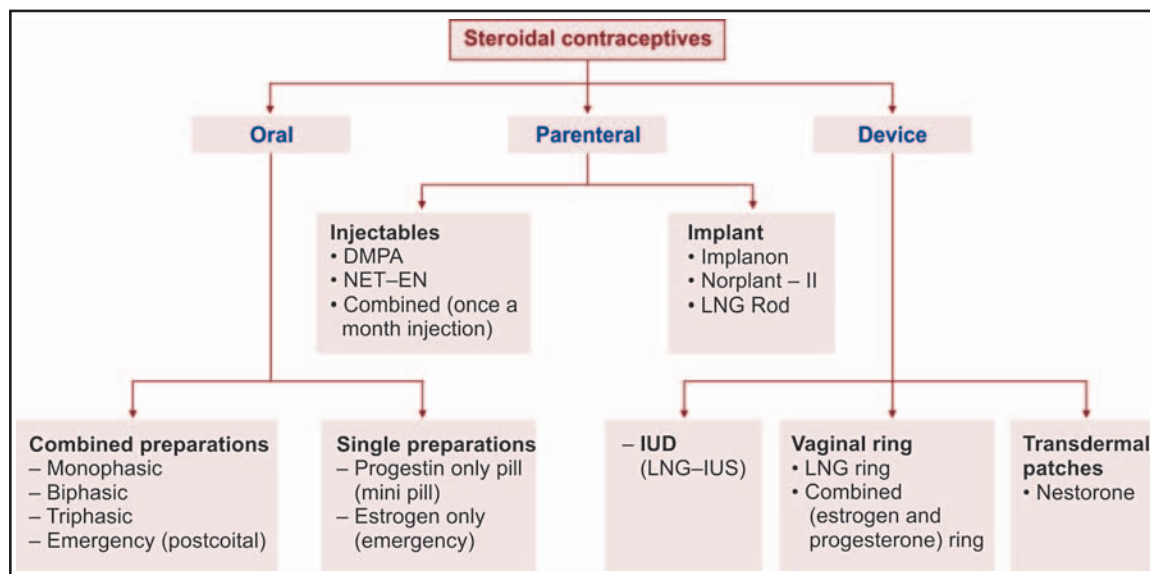 Steroidal contraceptives
Oral
Parenteral
Device
Injectables
• DMPA
• NET–EN
• Combined (once a
month injection)
Implant
• Implanon
• Norplant – II
• LNG Rod
Combined preparations
– Monophasic
– Biphasic
– Triphasic
– Emergency (postcoital)
Single preparations
– Progestin only pill
(mini pill)
– Estrogen only
(emergency)
– IUD
(LNG–IUS)
Vaginal ring
• LNG ring
• Combined
(estrogen and
progesterone) ring
Transdermal
patches
• Nestorone